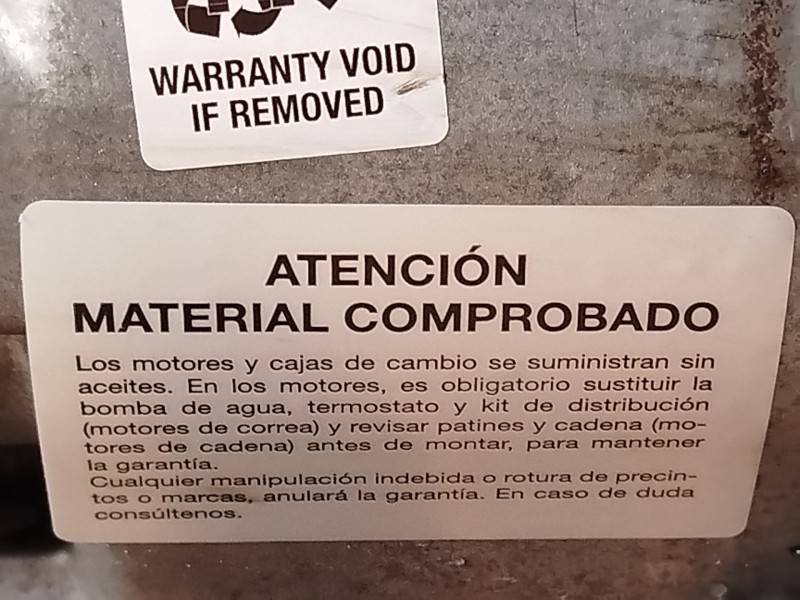 WARRANTY VOID
IF REMOVED
ATENCIÓN
MATERIAL COMPROBADO
Los motores y cajas de cambio se suministran sin
aceites. En los motores, es obligatorio sustituir la
bomba de agua, termostato y kit de distribución
(motores de correa) y revisar patines y cadena (mo-
tores de cadena) antes de montar, para mantener
la garantía.
Cualquier manipulación indebida o rotura de precin-
tos o marcas, anulará la garantía. En caso de duda
consúltenos.